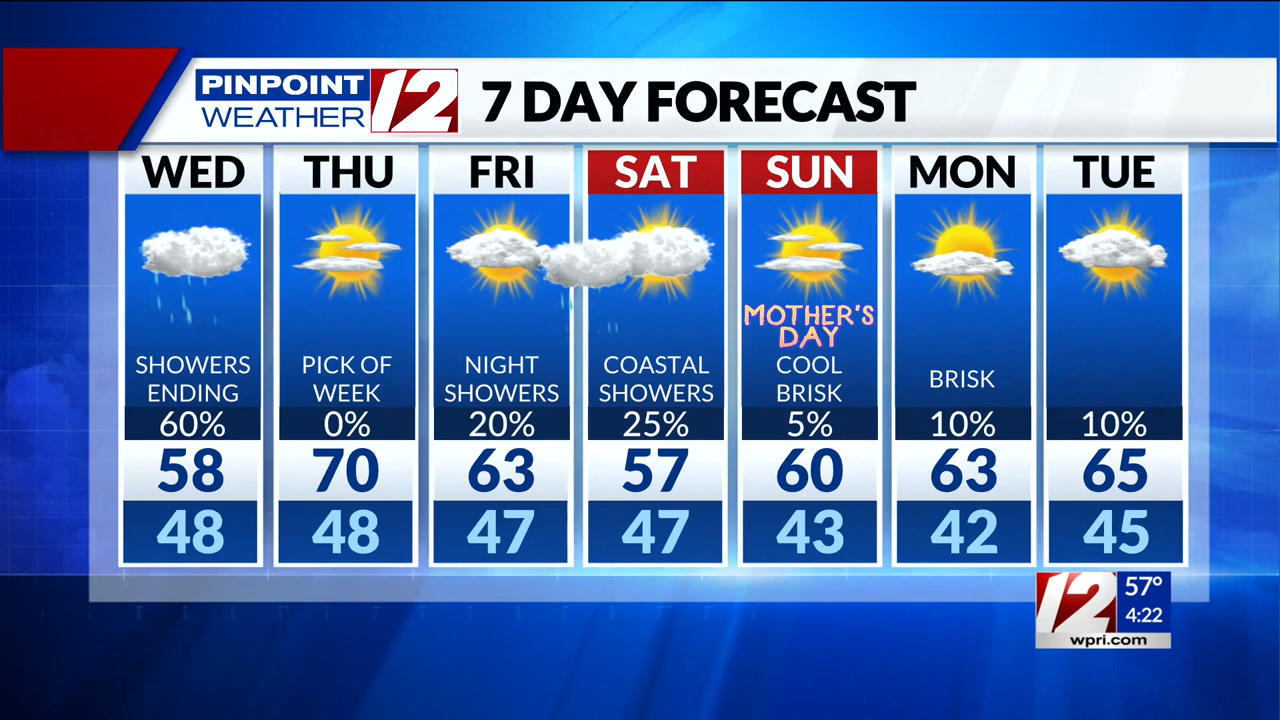 PINPOINT
WEATHER 12
7 DAY FORECAST
WED THU FRI SAT SUN MON TUE
MOTHER'S
DAY
SHOWERS
ENDING
PICK OF
WEEK
NIGHT
SHOWERS
COASTAL
SHOWERS
COOL
BRISK
BRISK
60% 0% 20% 25% 5% 10% 10%
58 70 63 57 60 63 65
48 48 47 47 43 42 45
12 57°
4:22
wpri.com